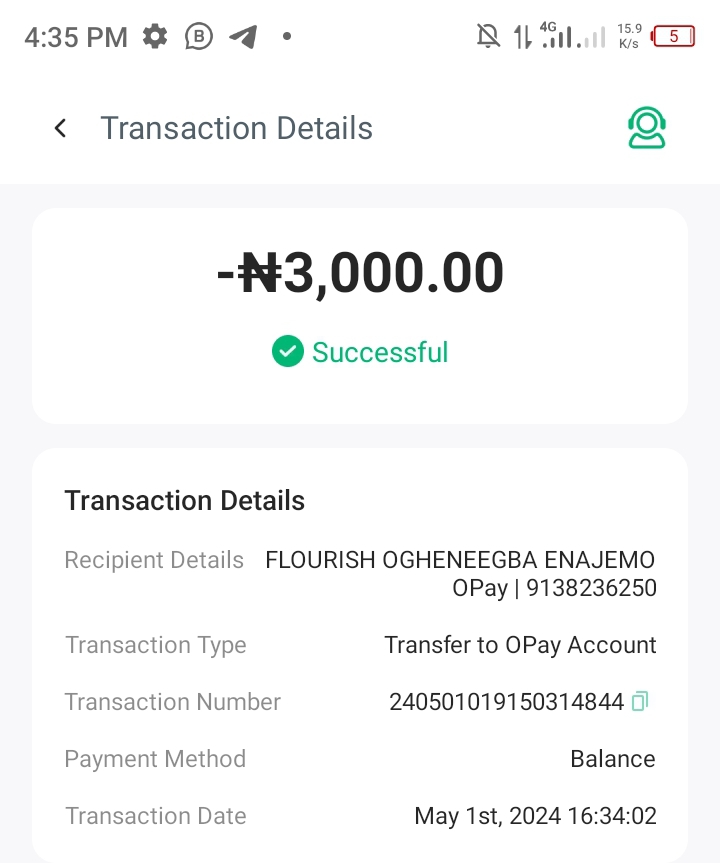 4:35 PM B 4G 15.9 K/s 5
Transaction Details
-₦3,000.00
Successful
Transaction Details
Recipient Details FLOURISH OGHENEEGBA ENAJEMO
OPay | 9138236250
Transaction Type Transfer to OPay Account
Transaction Number 240501019150314844
Payment Method Balance
Transaction Date May 1st, 2024 16:34:02